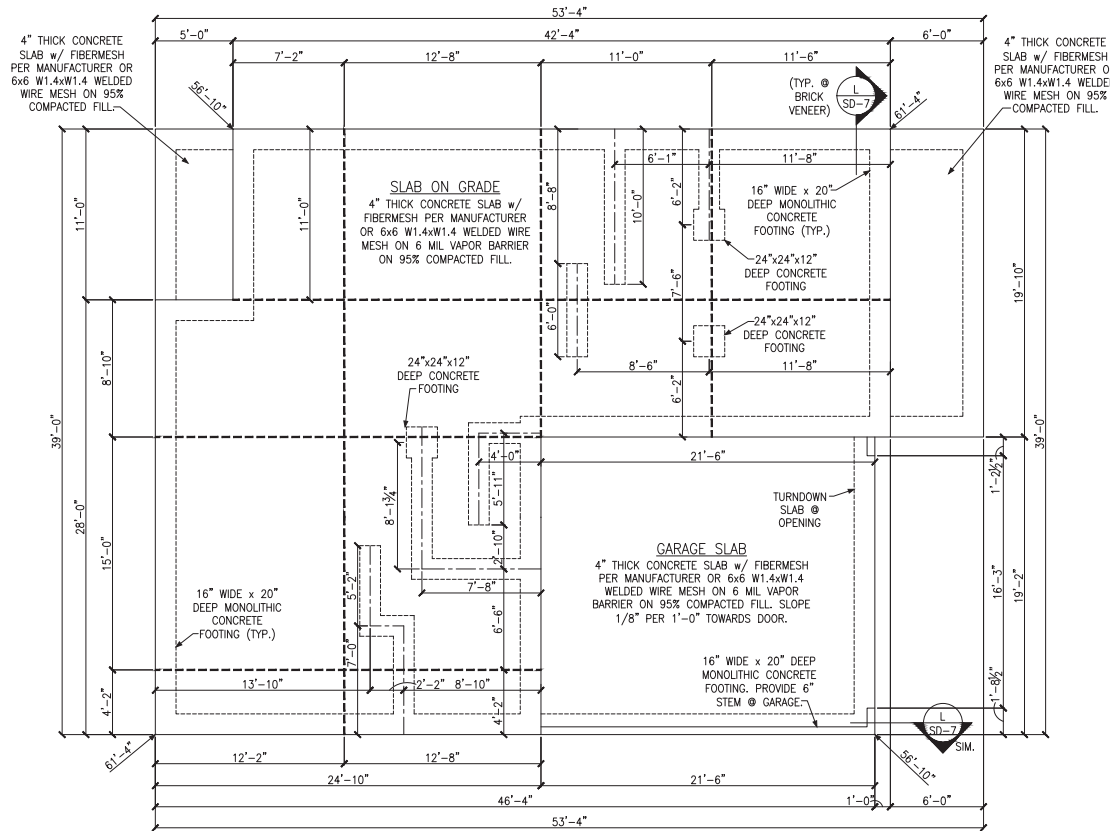 53'-4"
5'-0"
42'-4"
6'-0"
7'-2"
12'-8"
11'-0"
11'-6"
4" THICK CONCRETE
SLAB w/ FIBERMESH
PER MANUFACTURER OR
6x6 W1.4xW1.4 WELDED
WIRE MESH ON 95%
COMPACTED FILL.
56'-10"
(TYP. @
BRICK
VENEER)
L
SD-7
61'-4"
4" THICK CONCRETE
SLAB w/ FIBERMESH
PER MANUFACTURER O
6x6 W1.4xW1.4 WELDE
WIRE MESH ON 95%
COMPACTED FILL.
11'-0"
11'-0"
SLAB ON GRADE
4" THICK CONCRETE SLAB w/
FIBERMESH PER MANUFACTURER
OR 6x6 W1.4xW1.4 WELDED WIRE
MESH ON 6 MIL VAPOR BARRIER
ON 95% COMPACTED FILL.
8'-8"
10'-0"
6'-1"
6'-2"
11'-8"
16" WIDE x 20"
DEEP MONOLITHIC
CONCRETE
FOOTING (TYP.)
24"x24"x12"
DEEP CONCRETE
FOOTING
7'-6"
19'-10"
6'-0"
24"x24"x12"
DEEP CONCRETE
FOOTING
8'-6"
11'-8"
6'-2"
8'-10"
24"x24"x12"
DEEP CONCRETE
FOOTING
39'-0"
39'-0"
4'-0"
21'-6"
5'-11"
8'-1¾"
1'-2½"
TURNDOWN
SLAB @
OPENING
28'-0"
15'-0"
2'-10"
GARAGE SLAB
4" THICK CONCRETE SLAB w/ FIBERMESH
PER MANUFACTURER OR 6x6 W1.4xW1.4
WELDED WIRE MESH ON 6 MIL VAPOR
BARRIER ON 95% COMPACTED FILL. SLOPE
1/8" PER 1'-0" TOWARDS DOOR.
16'-3"
19'-2"
5'-2"
7'-8"
16" WIDE x 20"
DEEP MONOLITHIC
CONCRETE
FOOTING (TYP.)
6'-6"
7'-0"
16" WIDE x 20" DEEP
MONOLITHIC CONCRETE
FOOTING. PROVIDE 6"
STEM @ GARAGE.
13'-10"
2'-2"
8'-10"
4'-2"
4'-2"
1'-8½"
L
SD-7
SIM.
61'-4"
56'-10"
12'-2"
12'-8"
24'-10"
21'-6"
46'-4"
1'-0"
6'-0"
53'-4"